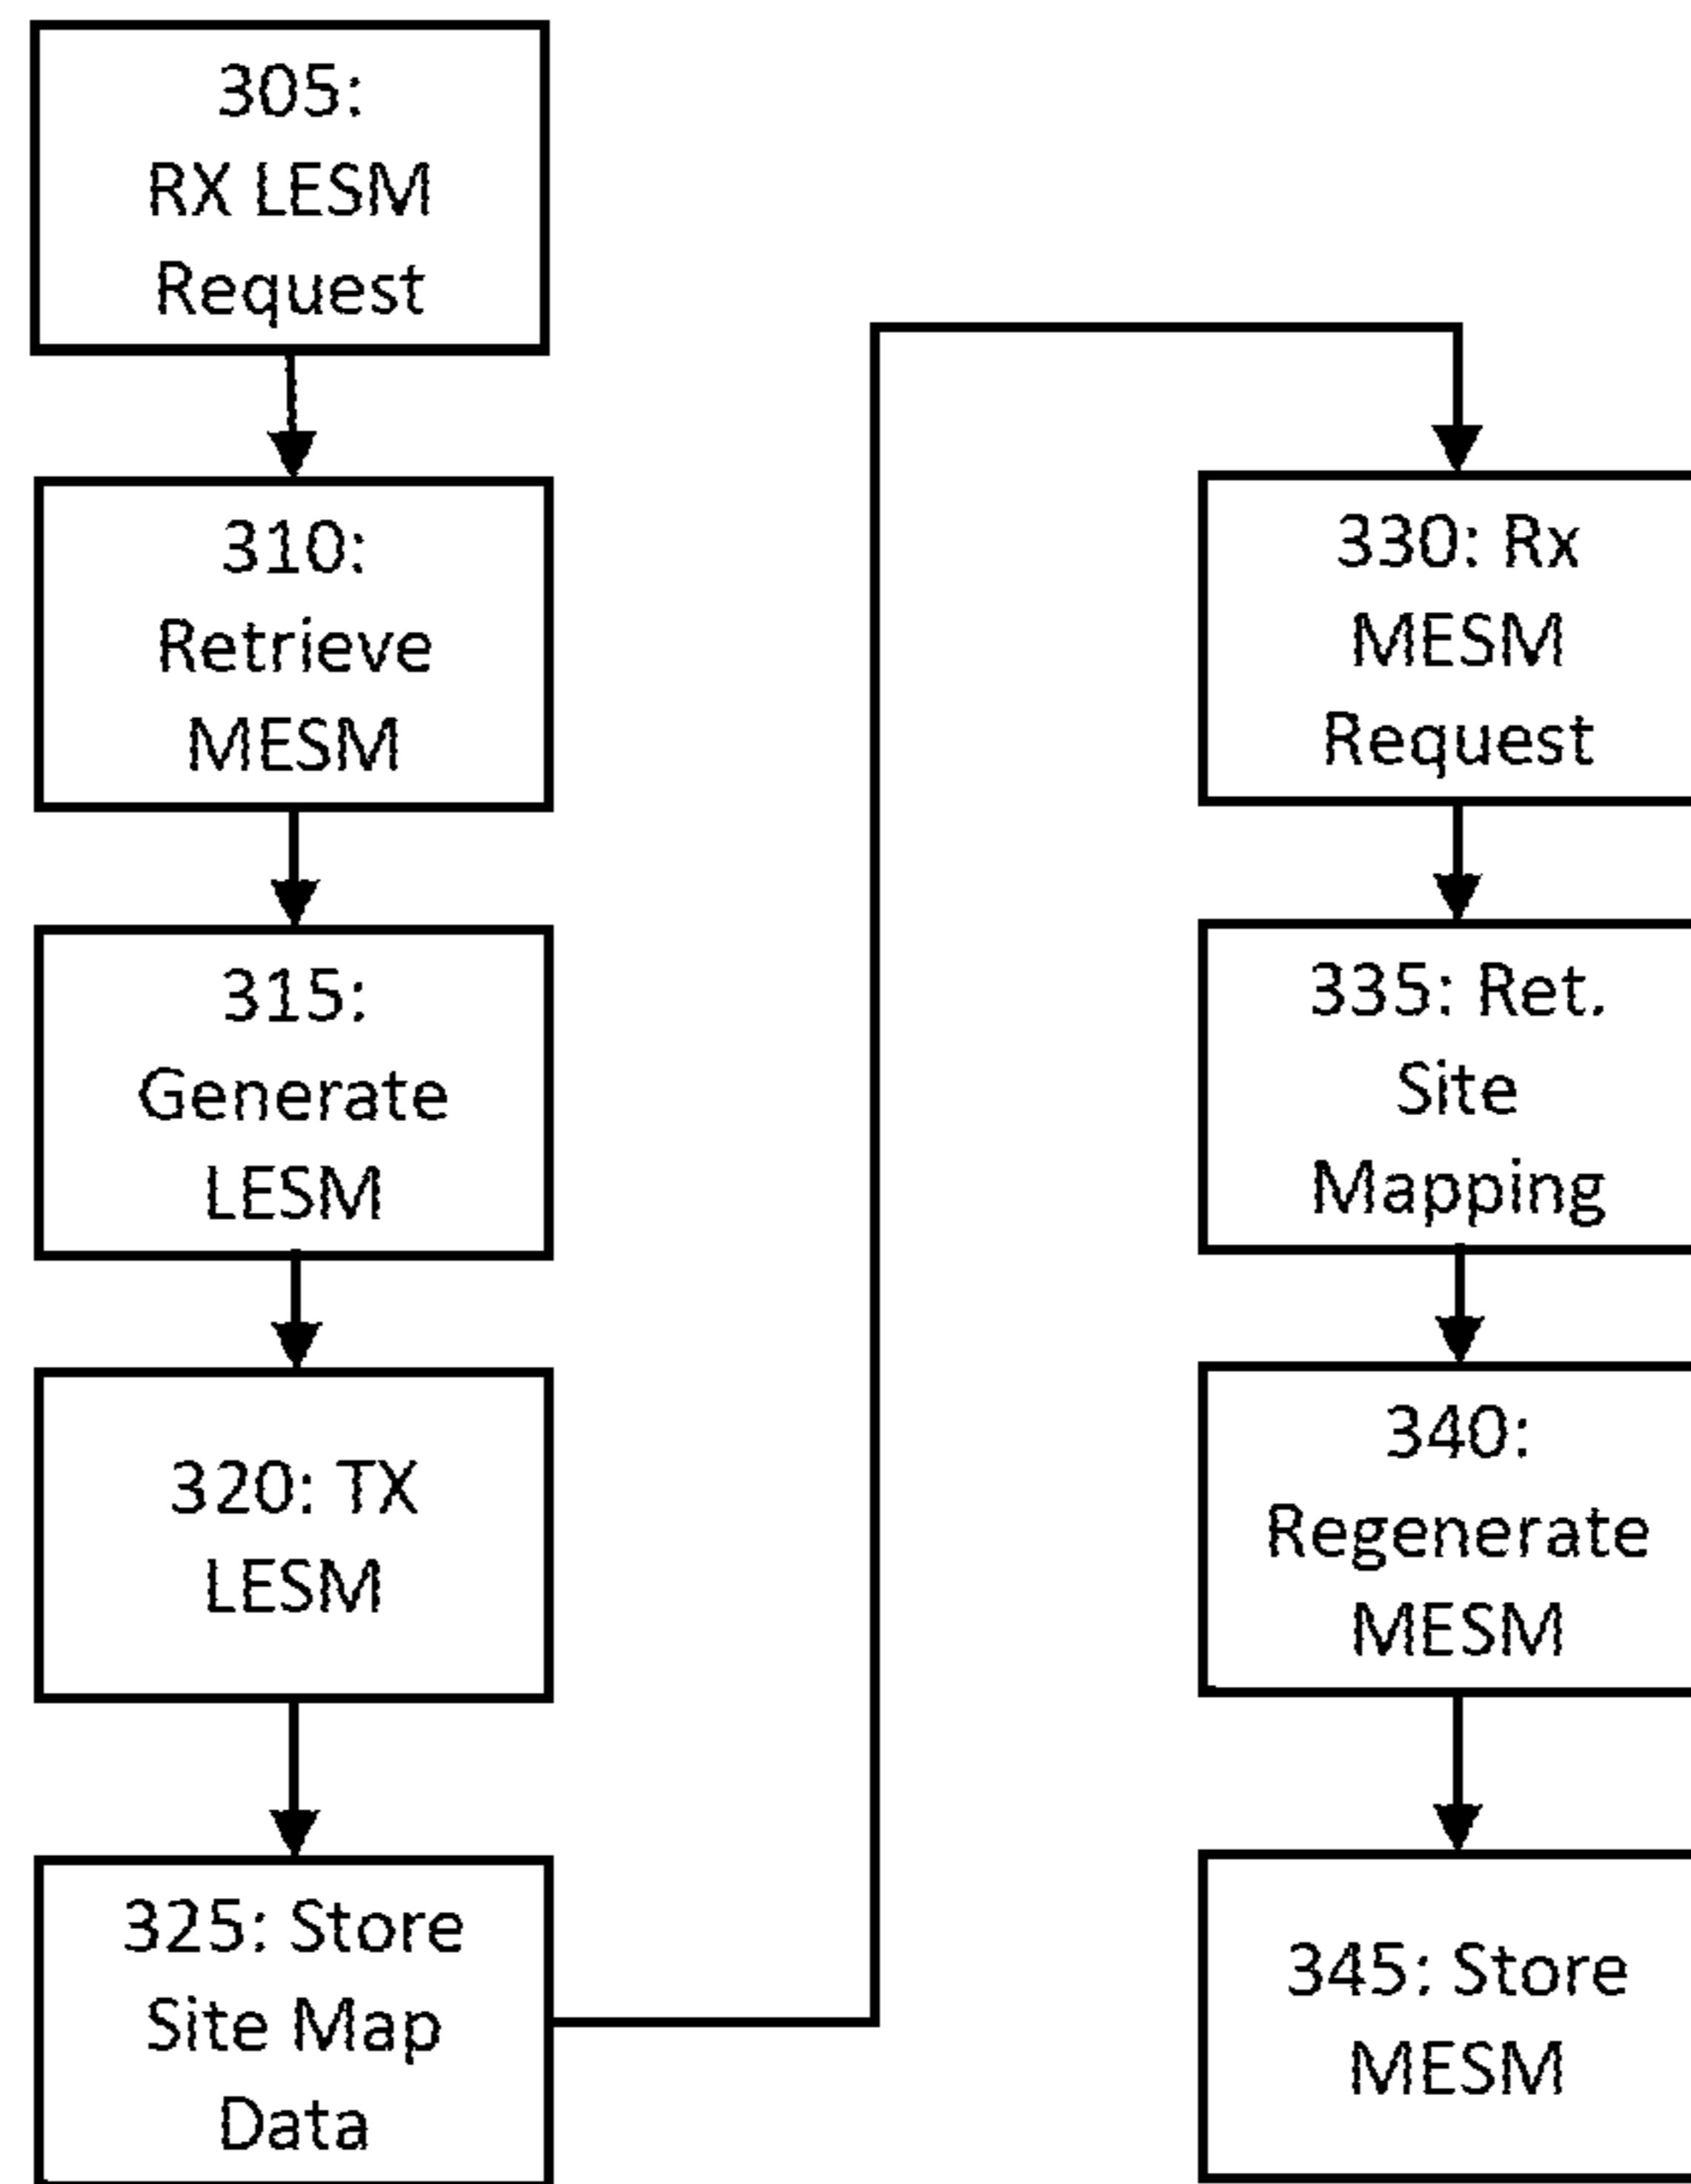 305:
RX LESM
Request
310:
Retrieve
MESM
315:
Generate
LESM
320: TX
LESM
325: Store
Site Map
Data
330: Rx
MESM
Request
335: Ret.
Site
Mapping
340:
Regenerate
MESM
345: Store
MESM